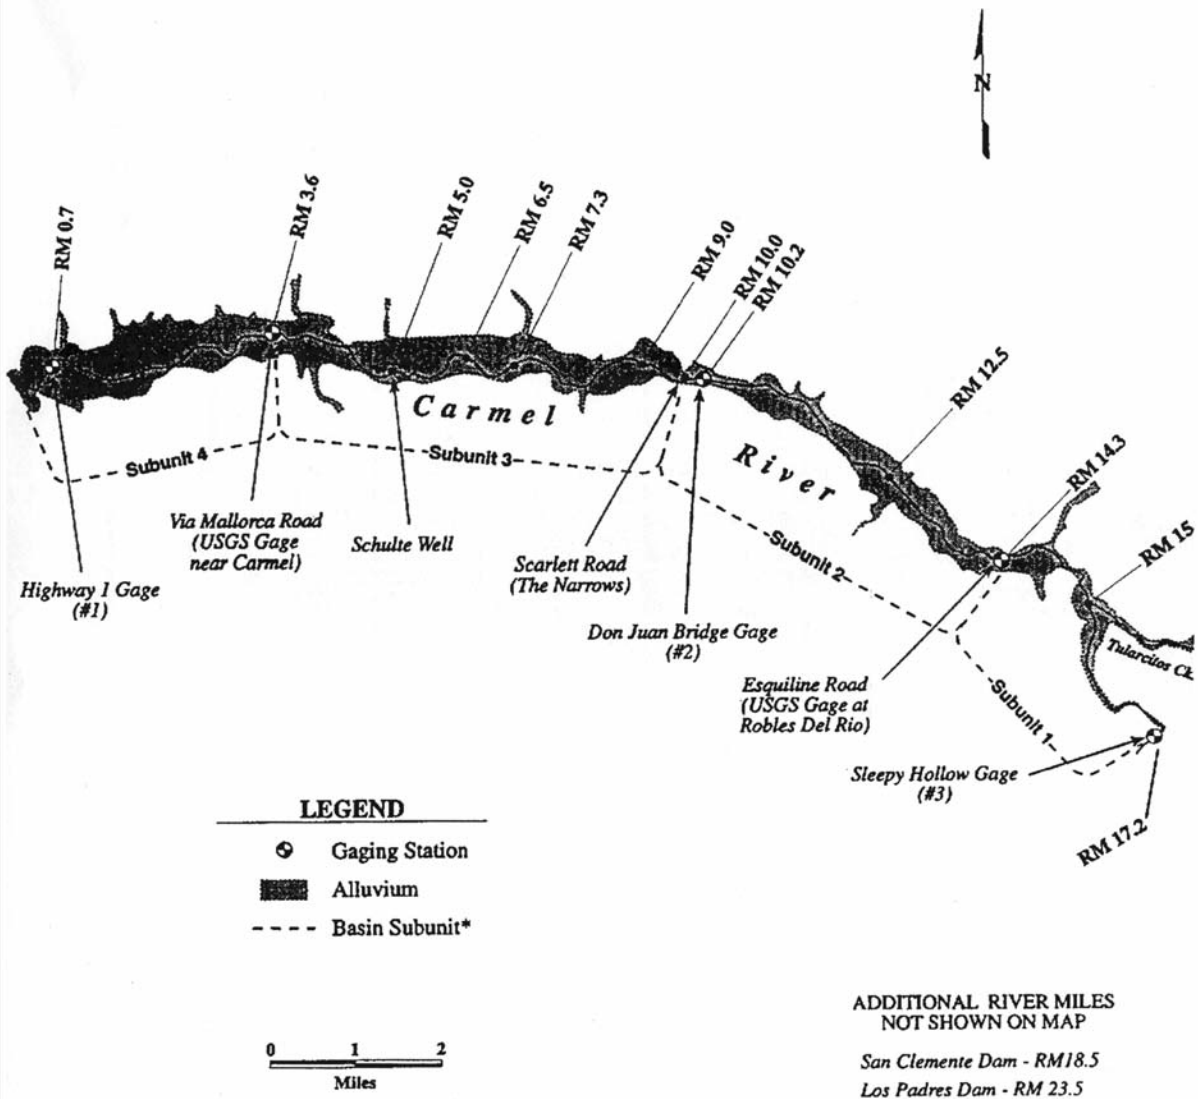 N
RM 0.7
RM 3.6
RM 5.0
RM 6.5
RM 7.3
RM 9.0
RM 10.0
RM 10.2
RM 12.5
RM 14.3
RM 15
Carmel
River
Subunit 4
Subunit 3
Subunit 2
Subunit 1
Tularcitos Ck
Highway 1 Gage
(#1)
Via Mallorca Road
(USGS Gage
near Carmel)
Schulte Well
Scarlett Road
(The Narrows)
Don Juan Bridge Gage
(#2)
Esquiline Road
(USGS Gage at
Robles Del Rio)
Sleepy Hollow Gage
(#3)
RM 17.2
LEGEND
Gaging Station
Alluvium
Basin Subunit*
0 1 2
Miles
ADDITIONAL RIVER MILES
NOT SHOWN ON MAP
San Clemente Dam - RM18.5
Los Padres Dam - RM 23.5